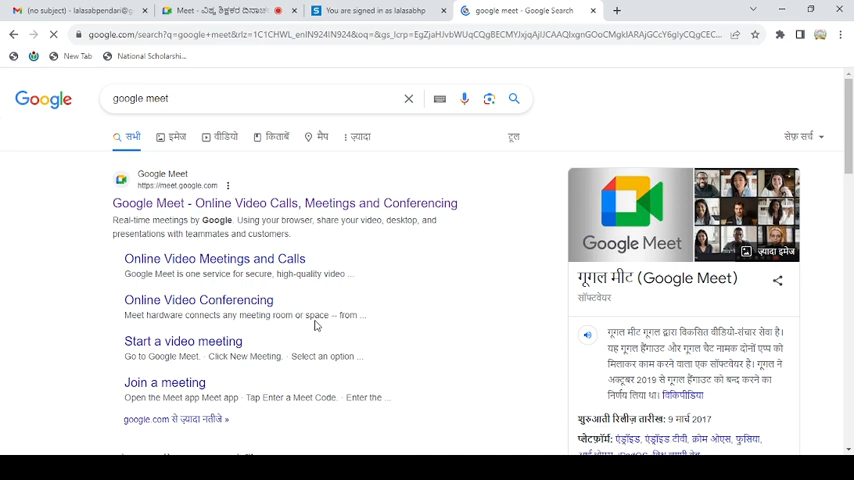 (no subject) - lalasabpendari@g
Meet - ವಿಶ್ವ ಶಿಕ್ಷಕರ ದಿನಾಚ
You are signed in as lalasabhp
google meet - Google Search
google.com/search?q=google+meet&rlz=1C1CHWL_enIN924IN924&oq=&gs_lcrp=
New Tab
National Scholarshi...
Google
google meet
सभी
इमेज
वीडियो
किताबें
मैप
ज़्यादा
टूल
सेफ़ सर्च
Google Meet
https://meet.google.com
Google Meet - Online Video Calls, Meetings and Conferencing
Real-time meetings by Google. Using your browser, share your video, desktop, and
presentations with teammates and customers.
Online Video Meetings and Calls
Google Meet is one service for secure, high-quality video ...
Online Video Conferencing
Meet hardware connects any meeting room or space -- from ...
Start a video meeting
Go to Google Meet. · Click New Meeting. · Select an option ...
Join a meeting
Open the Meet app Meet app · Tap Enter a Meet Code. · Enter the ...
google.com से ज़्यादा नतीजे »
Google Meet
ज़्यादा इमेज
गूगल मीट (Google Meet)
सॉफ्टवेयर
गूगल मीट गूगल द्वारा विकसित वीडियो-संचार सेवा है।
यह गूगल हैंगाउट और गूगल चैट नामक दोनों एप्प को
मिलाकर काम करने वाला एक सॉफ्टवेयर है। गूगल ने
अक्टूबर 2019 से गूगल हैंगाउट को बन्द करने का
निर्णय लिया था। विकिपीडिया
शुरुआती रिलीज़ तारीख: 9 मार्च 2017
प्लेटफ़ॉर्म: एंड्रॉइड, एंड्रॉइड टीवी, क्रोम ओएस, फुसिया,